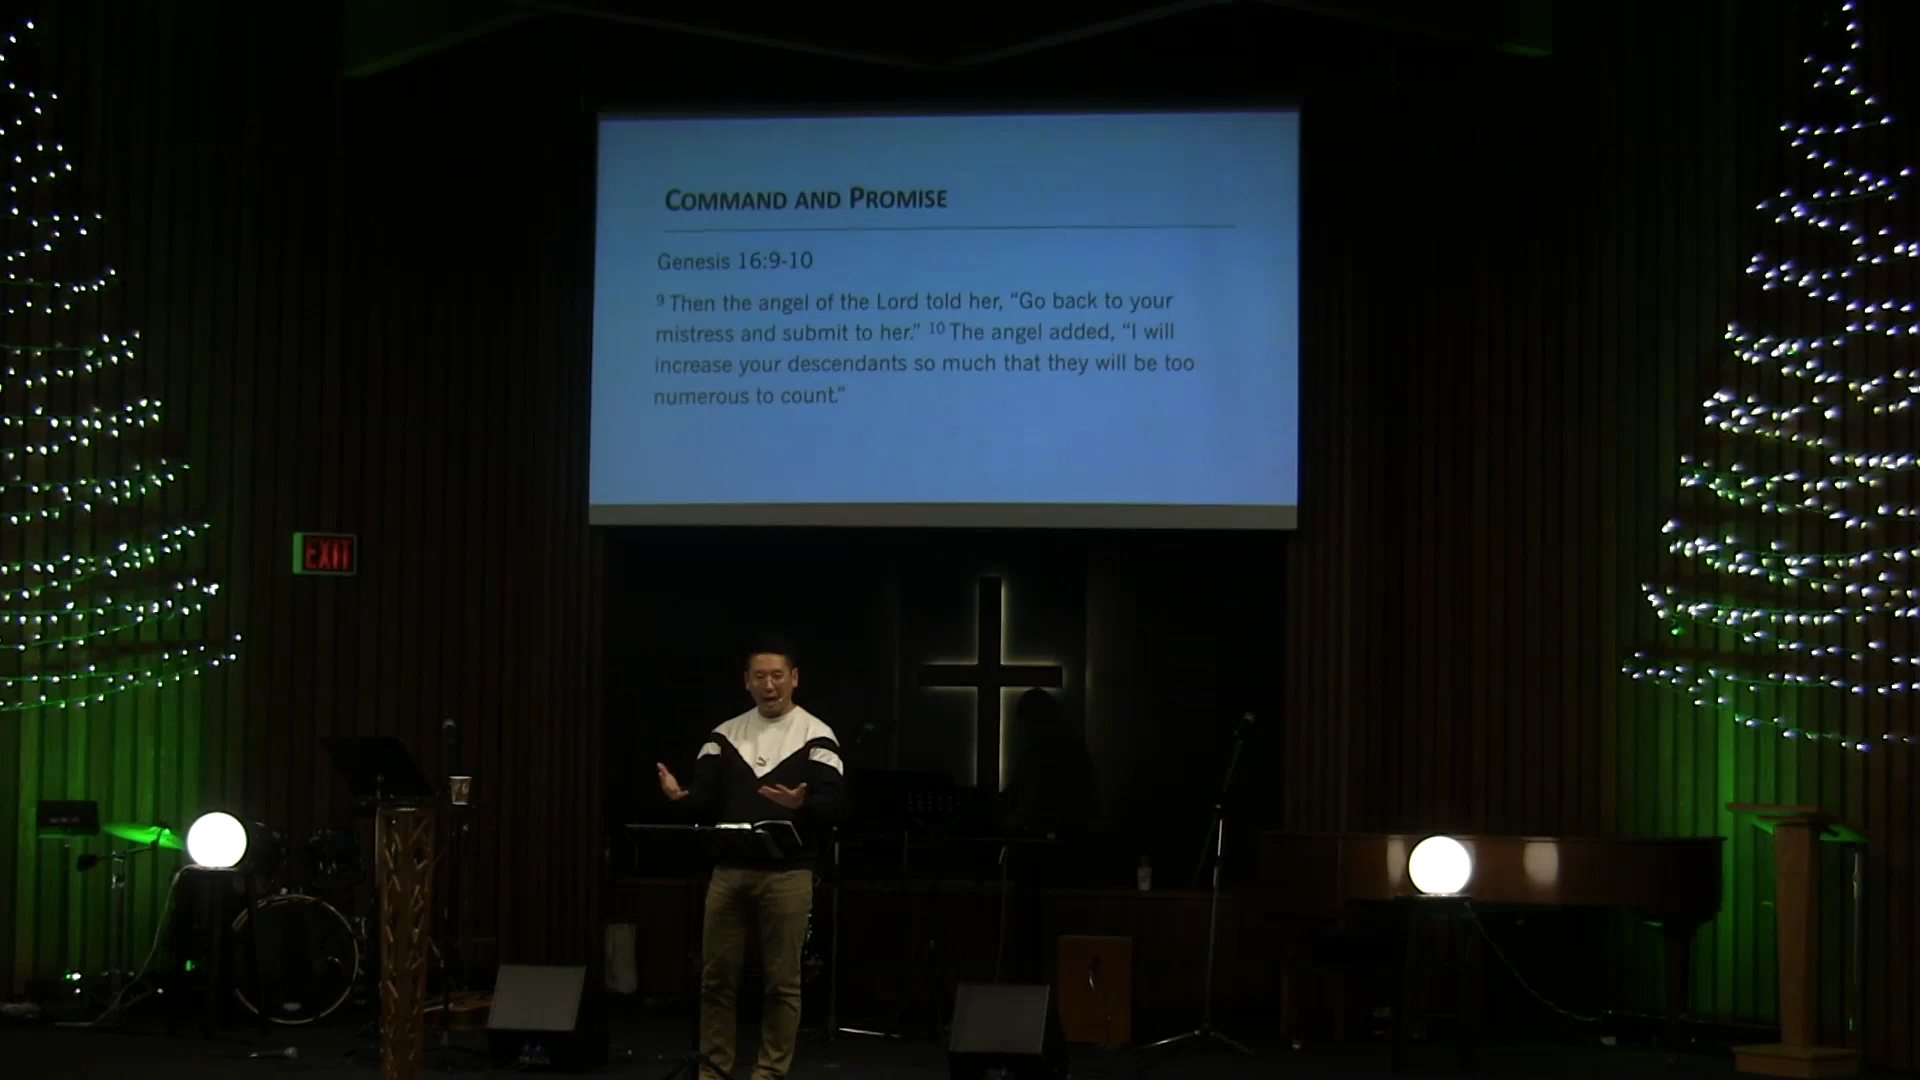 COMMAND AND PROMISE
Genesis 16:9-10
9 Then the angel of the Lord told her, “Go back to your
mistress and submit to her.” 10 The angel added, “I will
increase your descendants so much that they will be too
numerous to count.”
EXIT